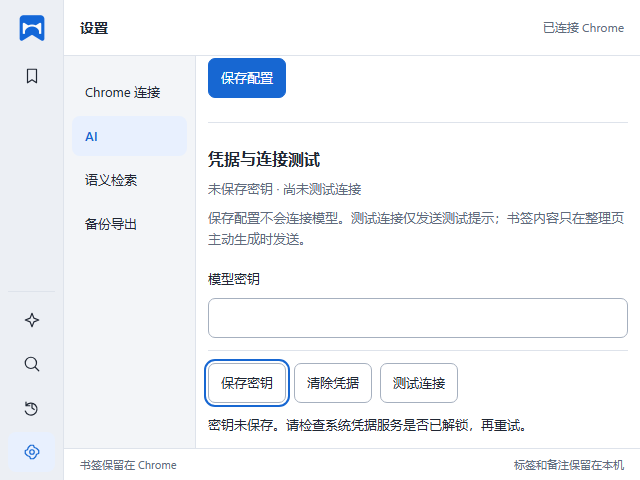 设置
已连接 Chrome
Chrome 连接
AI
语义检索
备份导出
保存配置
凭据与连接测试
未保存密钥 · 尚未测试连接
保存配置不会连接模型。测试连接仅发送测试提示；书签内容只在整理页
主动生成时发送。
模型密钥
保存密钥
清除凭据
测试连接
密钥未保存。请检查系统凭据服务是否已解锁，再重试。
书签保留在 Chrome
标签和备注保留在本机